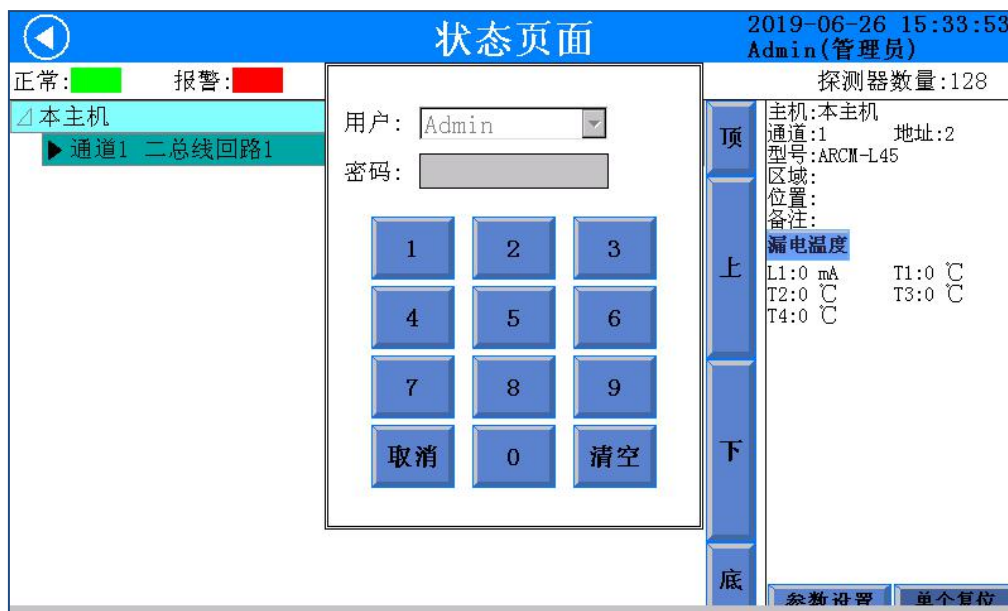 状态页面
2019-06-26 15:33:53
Admin(管理员)
正常:
报警:
探测器数量:128
本主机
通道1 二总线回路1
用户: Admin
密码:
1 2 3
4 5 6
7 8 9
取消 0 清空
顶
上
下
底
主机:本主机
通道:1 地址:2
型号:ARCM-L45
区域:
位置:
备注:
漏电温度
L1:0 mA T1:0 ℃
T2:0 ℃ T3:0 ℃
T4:0 ℃
参数设置 单个复位